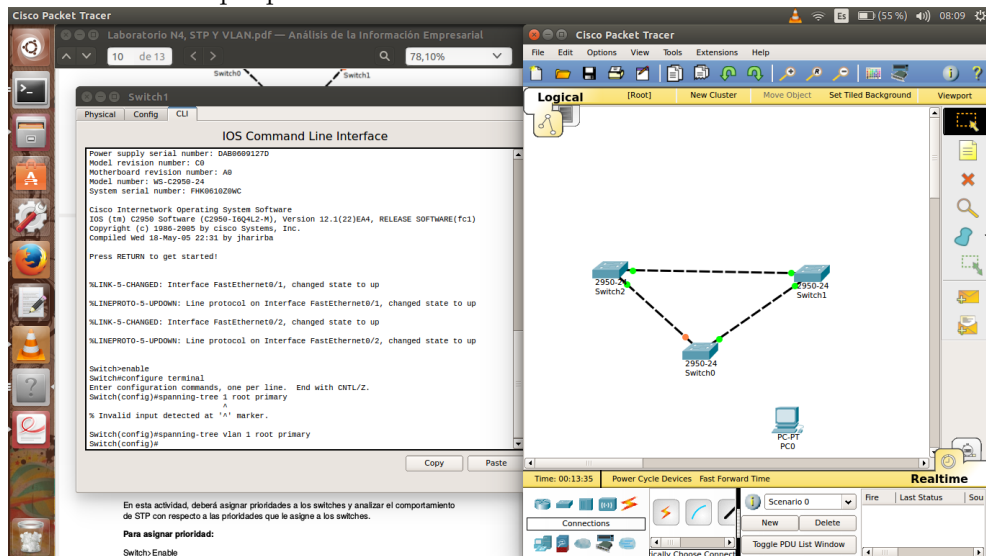 Cisco Packet Tracer
Es
(55 %)
08:09
Laboratorio N4, STP Y VLAN.pdf — Análisis de la Información Empresarial
10 de 13
78,10%
Switch0
Switch1
Switch1
Physical Config CLI
IOS Command Line Interface
Power supply serial number: DAB0609127D
Model revision number: C0
Motherboard revision number: A0
Model number: WS-C2950-24
System serial number: FHK0610Z0WC
Cisco Internetwork Operating System Software
IOS (tm) C2950 Software (C2950-I6Q4L2-M), Version 12.1(22)EA4, RELEASE SOFTWARE(fc1)
Copyright (c) 1986-2005 by cisco Systems, Inc.
Compiled Wed 18-May-05 22:31 by jharirba
Press RETURN to get started!
%LINK-5-CHANGED: Interface FastEthernet0/1, changed state to up
%LINEPROTO-5-UPDOWN: Line protocol on Interface FastEthernet0/1, changed state to up
%LINK-5-CHANGED: Interface FastEthernet0/2, changed state to up
%LINEPROTO-5-UPDOWN: Line protocol on Interface FastEthernet0/2, changed state to up
Switch>enable
Switch#configure terminal
Enter configuration commands, one per line. End with CNTL/Z.
Switch(config)#spanning-tree 1 root primary
^
% Invalid input detected at '^' marker.
Switch(config)#spanning-tree vlan 1 root primary
Switch(config)#
Copy Paste
En esta actividad, deberá asignar prioridades a los switches y analizar el comportamiento
de STP con respecto a las prioridades que le asigne a los switches.
Para asignar prioridad:
Switch> Enable
Cisco Packet Tracer
File Edit Options View Tools Extensions Help
Logical [Root] New Cluster Move Object Set Tiled Background Viewport
2950-24
Switch2
2950-24
Switch1
2950-24
Switch0
PC-PT
PC0
Time: 00:13:35 Power Cycle Devices Fast Forward Time Realtime
Connections
Scenario 0
New Delete
Toggle PDU List Window
Fire Last Status Sou
ically Choose Connect